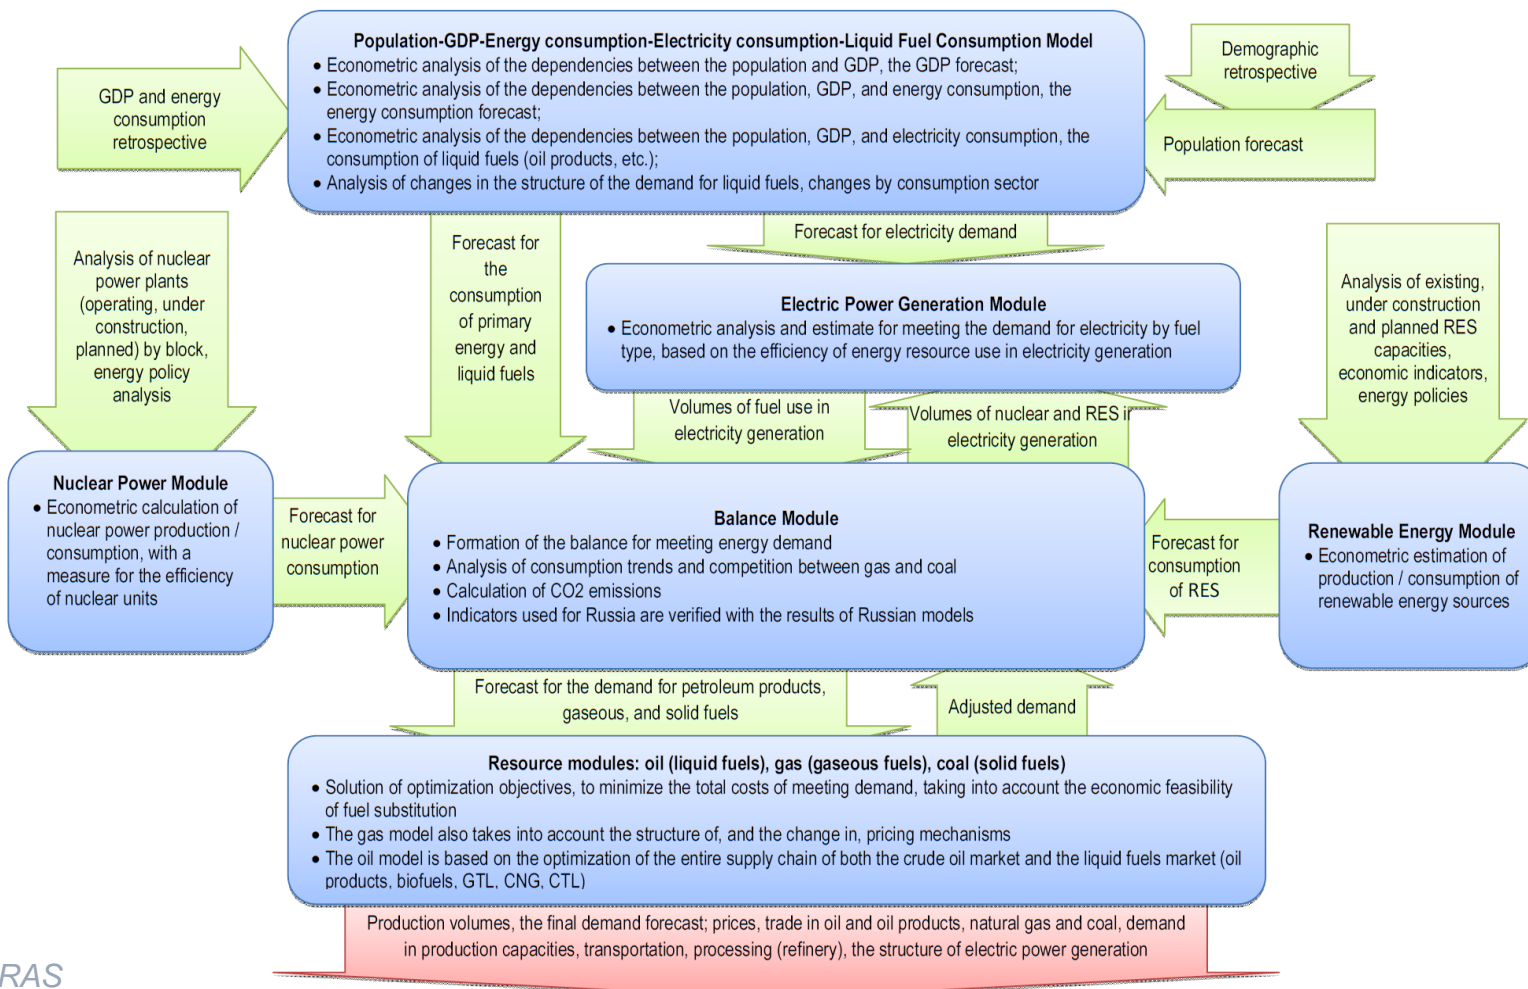 Population-GDP-Energy consumption-Electricity consumption-Liquid Fuel Consumption Model
• Econometric analysis of the dependencies between the population and GDP, the GDP forecast;
• Econometric analysis of the dependencies between the population, GDP, and energy consumption, the
energy consumption forecast;
• Econometric analysis of the dependencies between the population, GDP, and electricity consumption, the
consumption of liquid fuels (oil products, etc.);
• Analysis of changes in the structure of the demand for liquid fuels, changes by consumption sector
GDP and energy
consumption
retrospective
Demographic
retrospective
Population forecast
Analysis of nuclear
power plants
(operating, under
construction,
planned) by block,
energy policy
analysis
Forecast for
the
consumption
of primary
energy and
liquid fuels
Forecast for electricity demand
Electric Power Generation Module
• Econometric analysis and estimate for meeting the demand for electricity by fuel
type, based on the efficiency of energy resource use in electricity generation
Analysis of existing,
under construction
and planned RES
capacities,
economic indicators,
energy policies
Volumes of fuel use in
electricity generation
Volumes of nuclear and RES in
electricity generation
Nuclear Power Module
• Econometric calculation of
nuclear power production /
consumption, with a
measure for the efficiency
of nuclear units
Forecast for
nuclear power
consumption
Balance Module
• Formation of the balance for meeting energy demand
• Analysis of consumption trends and competition between gas and coal
• Calculation of CO2 emissions
• Indicators used for Russia are verified with the results of Russian models
Forecast for
consumption
of RES
Renewable Energy Module
• Econometric estimation of
production / consumption of
renewable energy sources
Forecast for the demand for petroleum products,
gaseous, and solid fuels
Adjusted demand
Resource modules: oil (liquid fuels), gas (gaseous fuels), coal (solid fuels)
• Solution of optimization objectives, to minimize the total costs of meeting demand, taking into account the economic feasibility
of fuel substitution
• The gas model also takes into account the structure of, and the change in, pricing mechanisms
• The oil model is based on the optimization of the entire supply chain of both the crude oil market and the liquid fuels market (oil
products, biofuels, GTL, CNG, CTL)
Production volumes, the final demand forecast; prices, trade in oil and oil products, natural gas and coal, demand
in production capacities, transportation, processing (refinery), the structure of electric power generation
RAS